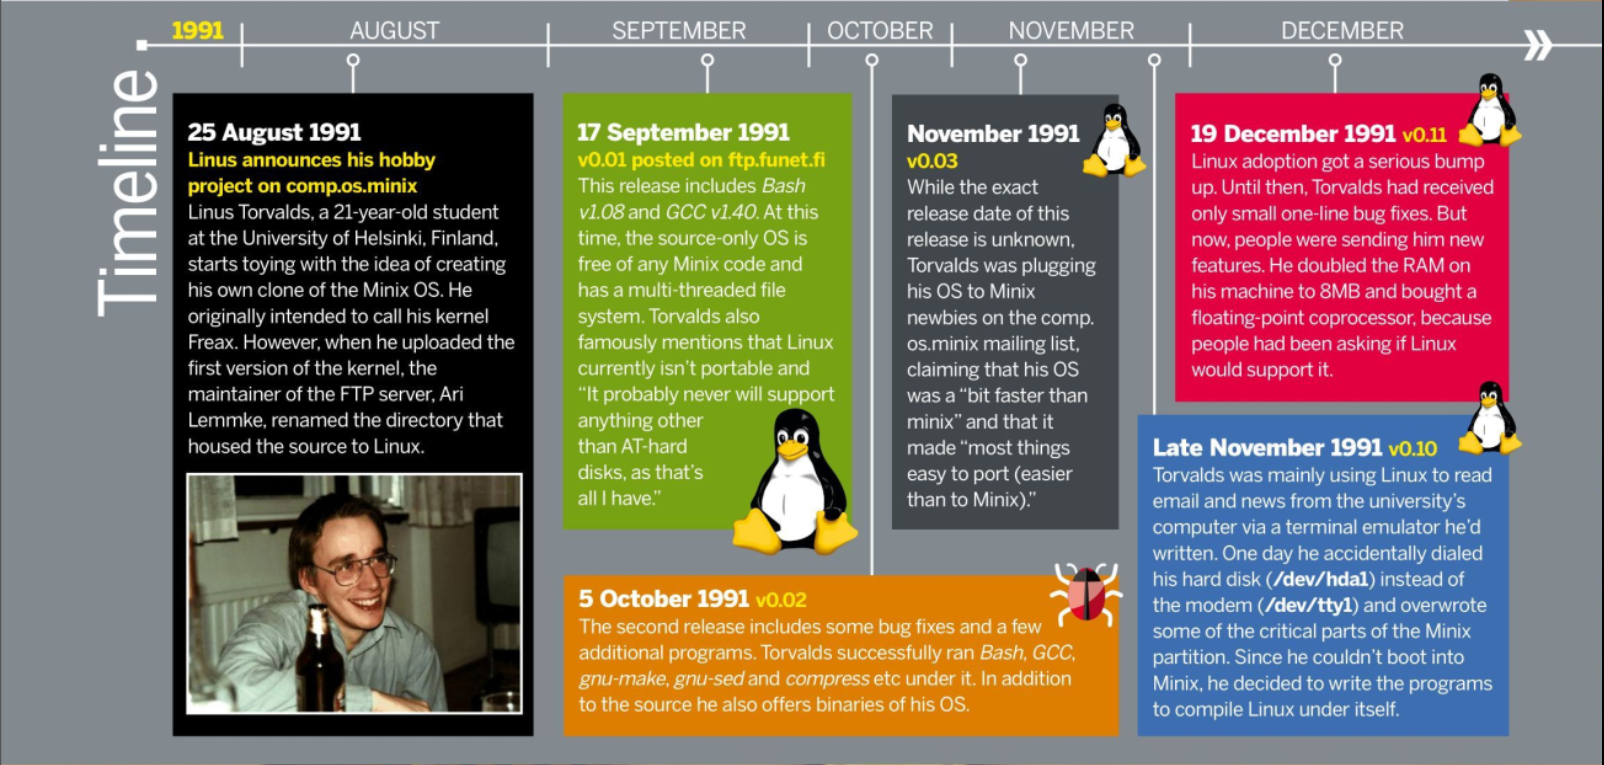 Timeline
1991
AUGUST
SEPTEMBER
OCTOBER
NOVEMBER
DECEMBER
25 August 1991
Linus announces his hobby
project on comp.os.minix
Linus Torvalds, a 21-year-old student
at the University of Helsinki, Finland,
starts toying with the idea of creating
his own clone of the Minix OS. He
originally intended to call his kernel
Freax. However, when he uploaded the
first version of the kernel, the
maintainer of the FTP server, Ari
Lemmke, renamed the directory that
housed the source to Linux.
17 September 1991
v0.01 posted on ftp.funet.fi
This release includes Bash
v1.08 and GCC v1.40. At this
time, the source-only OS is
free of any Minix code and
has a multi-threaded file
system. Torvalds also
famously mentions that Linux
currently isn't portable and
“It probably never will support
anything other
than AT-hard
disks, as that's
all I have.”
5 October 1991 v0.02
The second release includes some bug fixes and a few
additional programs. Torvalds successfully ran Bash, GCC,
gnu-make, gnu-sed and compress etc under it. In addition
to the source he also offers binaries of his OS.
November 1991
v0.03
While the exact
release date of this
release is unknown,
Torvalds was plugging
his OS to Minix
newbies on the comp.
os.minix mailing list,
claiming that his OS
was a “bit faster than
minix” and that it
made “most things
easy to port (easier
than to Minix).”
Late November 1991 v0.10
Torvalds was mainly using Linux to read
email and news from the university's
computer via a terminal emulator he'd
written. One day he accidentally dialed
his hard disk (/dev/hda1) instead of
the modem (/dev/tty1) and overwrote
some of the critical parts of the Minix
partition. Since he couldn't boot into
Minix, he decided to write the programs
to compile Linux under itself.
19 December 1991 v0.11
Linux adoption got a serious bump
up. Until then, Torvalds had received
only small one-line bug fixes. But
now, people were sending him new
features. He doubled the RAM on
his machine to 8MB and bought a
floating-point coprocessor, because
people had been asking if Linux
would support it.